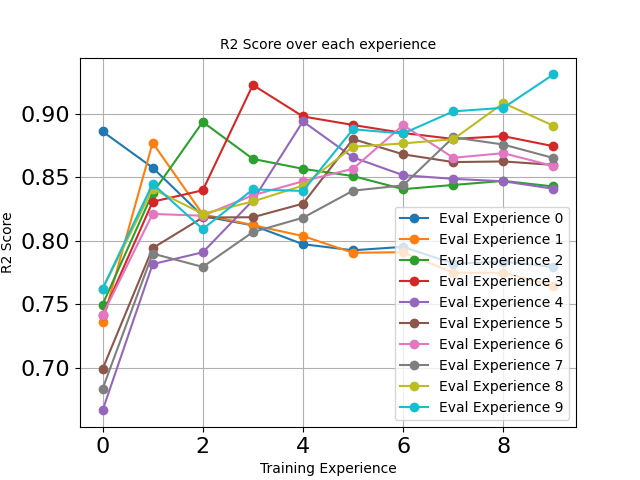 R2 Score over each experience
R2 Score
0.90
0.85
0.80
0.75
0.70
0
2
4
6
8
Training Experience
Eval Experience 0
Eval Experience 1
Eval Experience 2
Eval Experience 3
Eval Experience 4
Eval Experience 5
Eval Experience 6
Eval Experience 7
Eval Experience 8
Eval Experience 9